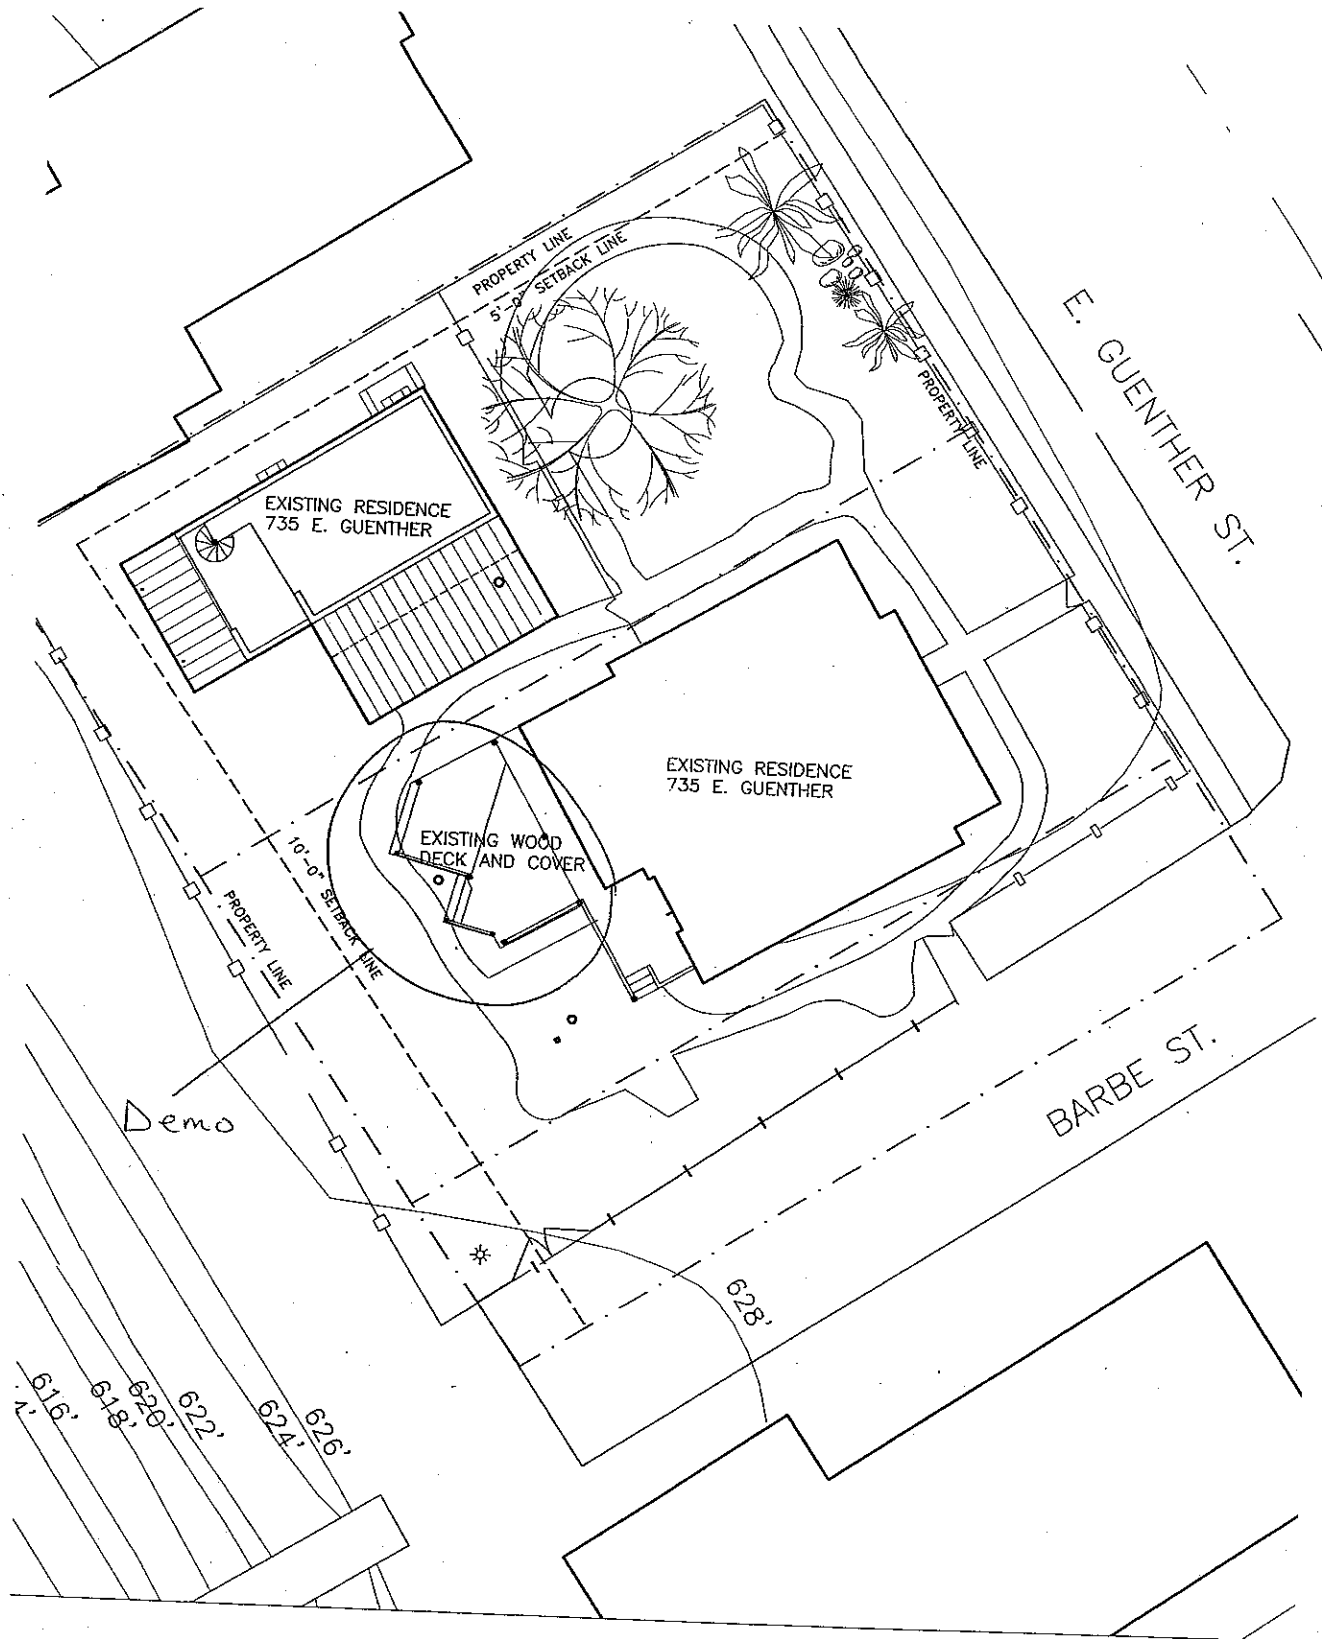 PROPERTY LINE
5'-0" SETBACK LINE
E. GUENTHER ST.
PROPERTY LINE
EXISTING RESIDENCE
735 E. GUENTHER
EXISTING RESIDENCE
735 E. GUENTHER
EXISTING WOOD
DECK AND COVER
10'-0" SETBACK LINE
PROPERTY LINE
Demo
BARBE ST.
628'
616'
618'
620'
622'
624'
626'